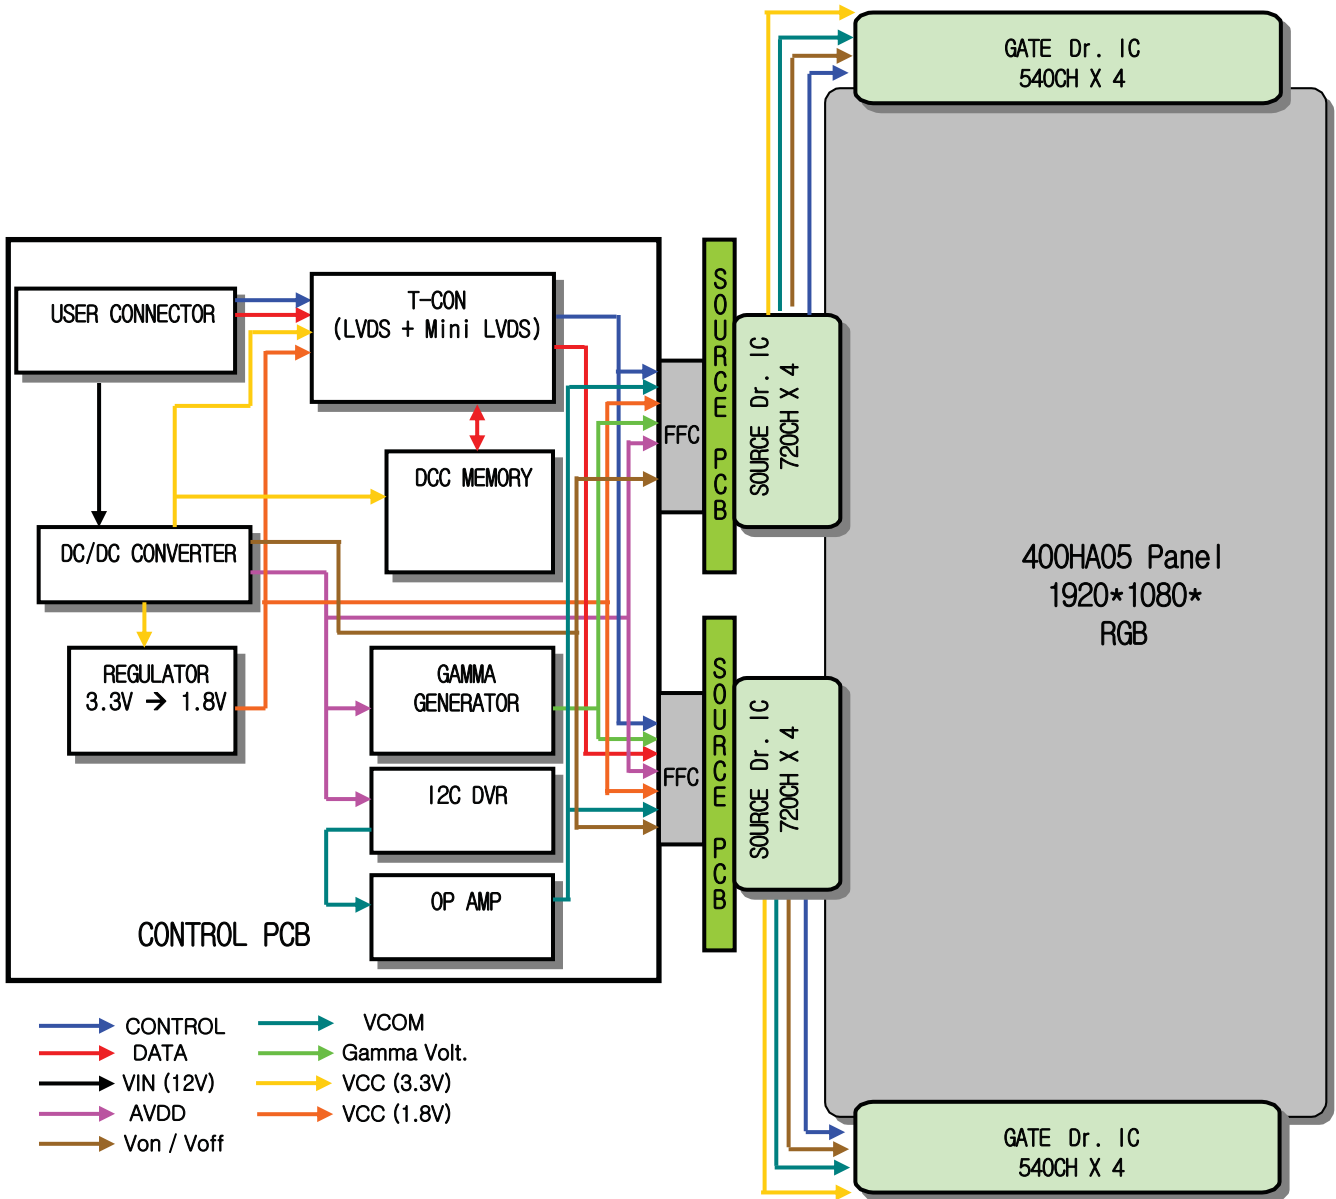 GATE Dr. IC
540CH X 4
USER CONNECTOR
T-CON
(LVDS + Mini LVDS)
SOURCE PCB
SOURCE Dr. IC
720CH X 4
FFC
DCC MEMORY
DC/DC CONVERTER
400HA05 Panel
1920*1080*
RGB
REGULATOR
3.3V → 1.8V
GAMMA
GENERATOR
SOURCE PCB
SOURCE Dr. IC
720CH X 4
FFC
I2C DVR
OP AMP
CONTROL PCB
CONTROL
VCOM
DATA
Gamma Volt.
VIN (12V)
VCC (3.3V)
AVDD
VCC (1.8V)
Von / Voff
GATE Dr. IC
540CH X 4